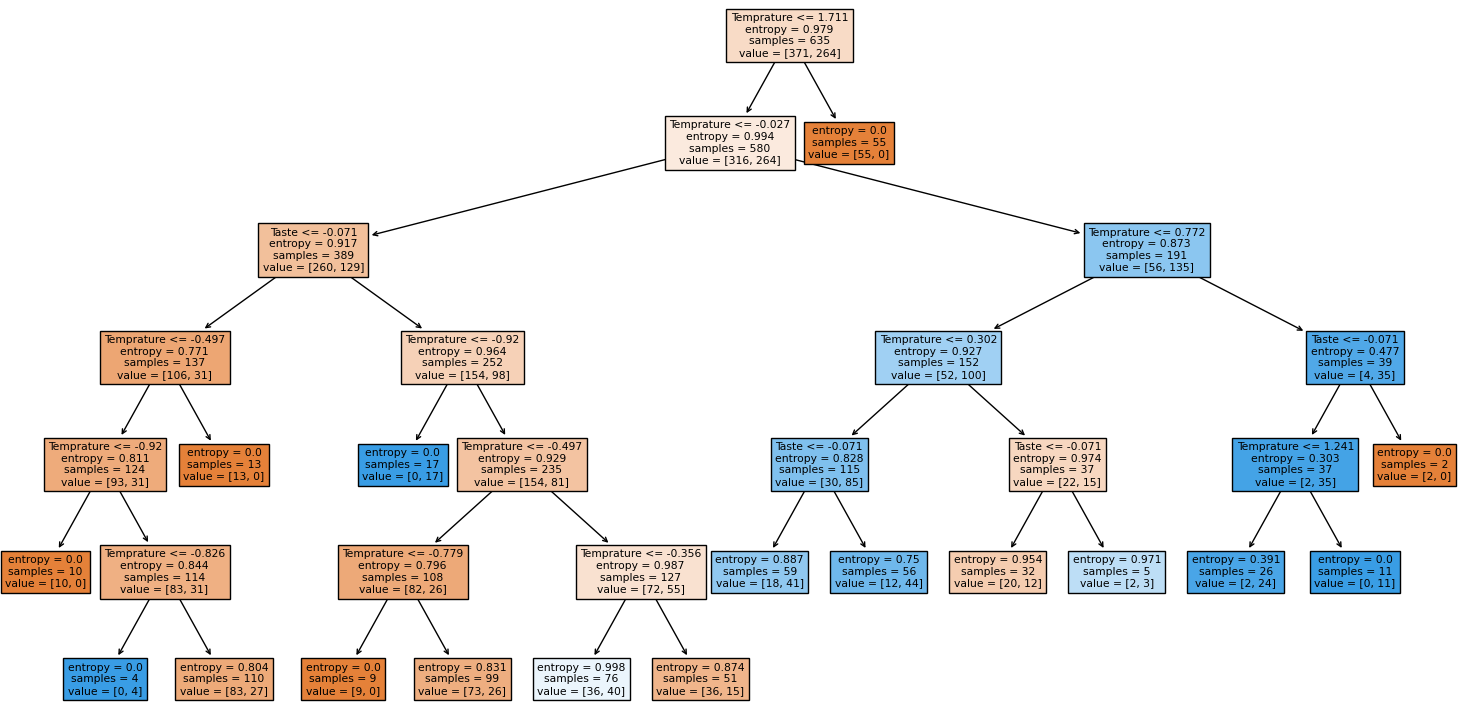 Temprature <= 1.711
entropy = 0.979
samples = 635
value = [371, 264]
Temprature <= -0.027
entropy = 0.994
samples = 580
value = [316, 264]
entropy = 0.0
samples = 55
value = [55, 0]
Taste <= -0.071
entropy = 0.917
samples = 389
value = [260, 129]
Temprature <= 0.772
entropy = 0.873
samples = 191
value = [56, 135]
Temprature <= -0.497
entropy = 0.771
samples = 137
value = [106, 31]
Temprature <= -0.92
entropy = 0.964
samples = 252
value = [154, 98]
Temprature <= 0.302
entropy = 0.927
samples = 152
value = [52, 100]
Taste <= -0.071
entropy = 0.477
samples = 39
value = [4, 35]
Temprature <= -0.92
entropy = 0.811
samples = 124
value = [93, 31]
entropy = 0.0
samples = 13
value = [13, 0]
entropy = 0.0
samples = 17
value = [0, 17]
Temprature <= -0.497
entropy = 0.929
samples = 235
value = [154, 81]
Taste <= -0.071
entropy = 0.828
samples = 115
value = [30, 85]
Taste <= -0.071
entropy = 0.974
samples = 37
value = [22, 15]
Temprature <= 1.241
entropy = 0.303
samples = 37
value = [2, 35]
entropy = 0.0
samples = 2
value = [2, 0]
entropy = 0.0
samples = 10
value = [10, 0]
Temprature <= -0.826
entropy = 0.844
samples = 114
value = [83, 31]
Temprature <= -0.779
entropy = 0.796
samples = 108
value = [82, 26]
Temprature <= -0.356
entropy = 0.987
samples = 127
value = [72, 55]
entropy = 0.887
samples = 59
value = [18, 41]
entropy = 0.75
samples = 56
value = [12, 44]
entropy = 0.954
samples = 32
value = [20, 12]
entropy = 0.971
samples = 5
value = [2, 3]
entropy = 0.391
samples = 26
value = [2, 24]
entropy = 0.0
samples = 11
value = [0, 11]
entropy = 0.0
samples = 4
value = [0, 4]
entropy = 0.804
samples = 110
value = [83, 27]
entropy = 0.0
samples = 9
value = [9, 0]
entropy = 0.831
samples = 99
value = [73, 26]
entropy = 0.998
samples = 76
value = [36, 40]
entropy = 0.874
samples = 51
value = [36, 15]